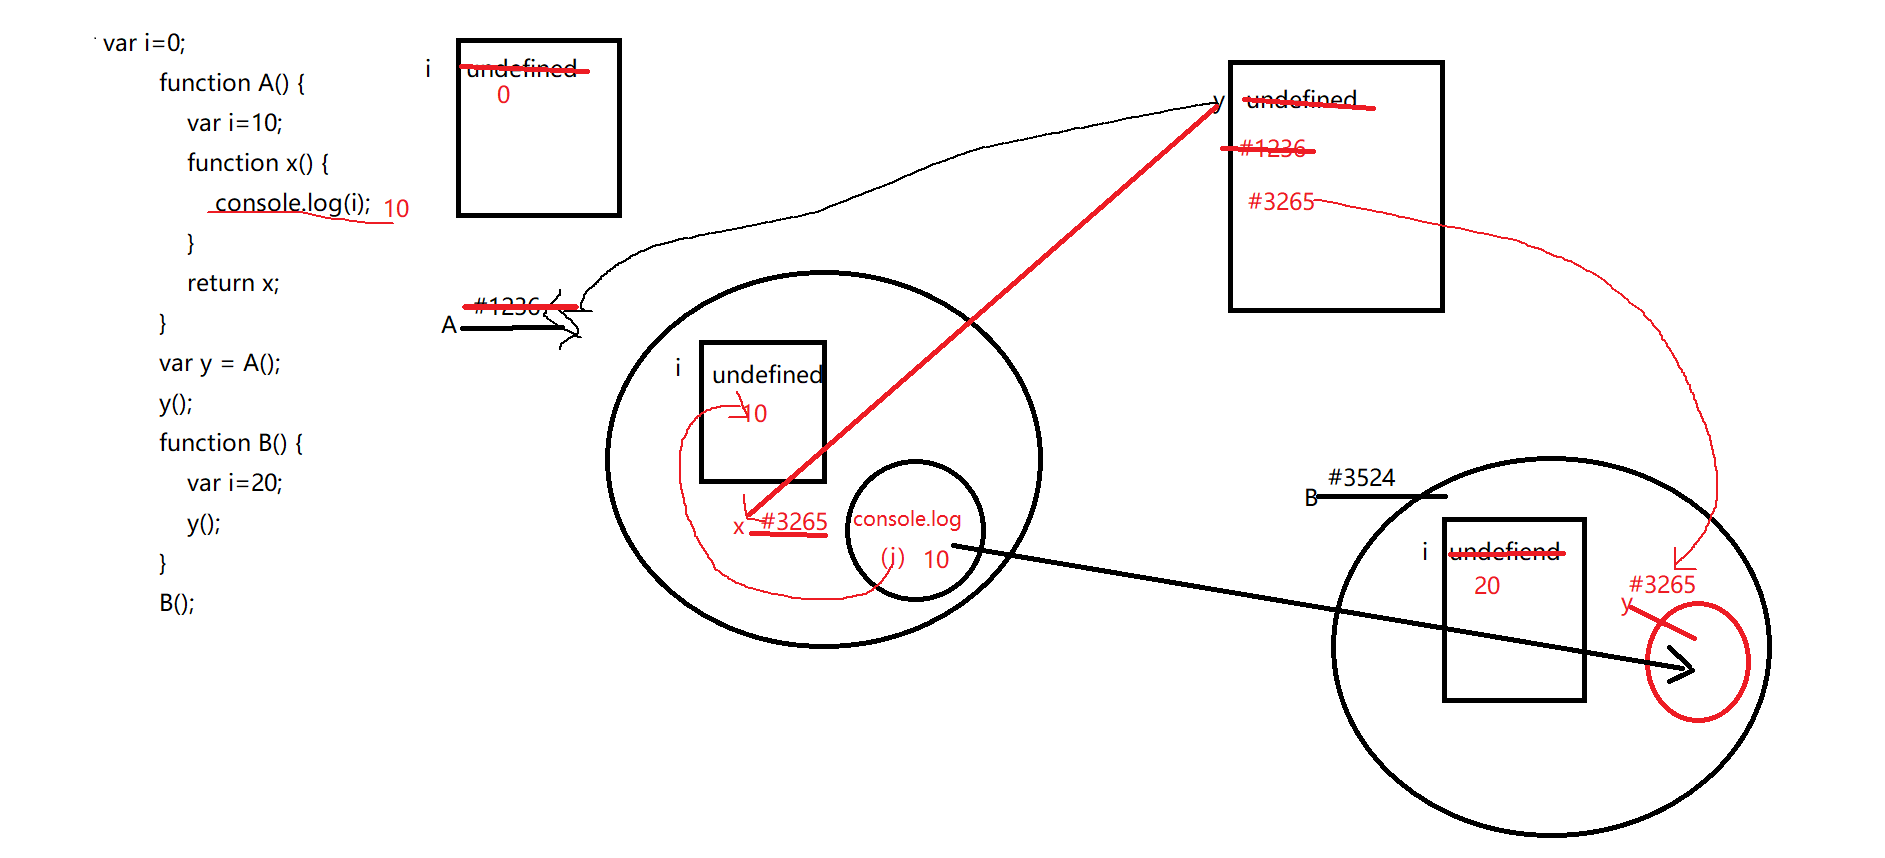 var i=0;
function A() {
var i=10;
function x() {
console.log(i); 10
}
return x;
}
var y = A();
y();
function B() {
var i=20;
y();
}
B();
i undefined
0
A #1236
y undefined
#1236
#3265
i undefined
10
x #3265
console.log
(i) 10
B #3524
i undefiend
20
#3265
y